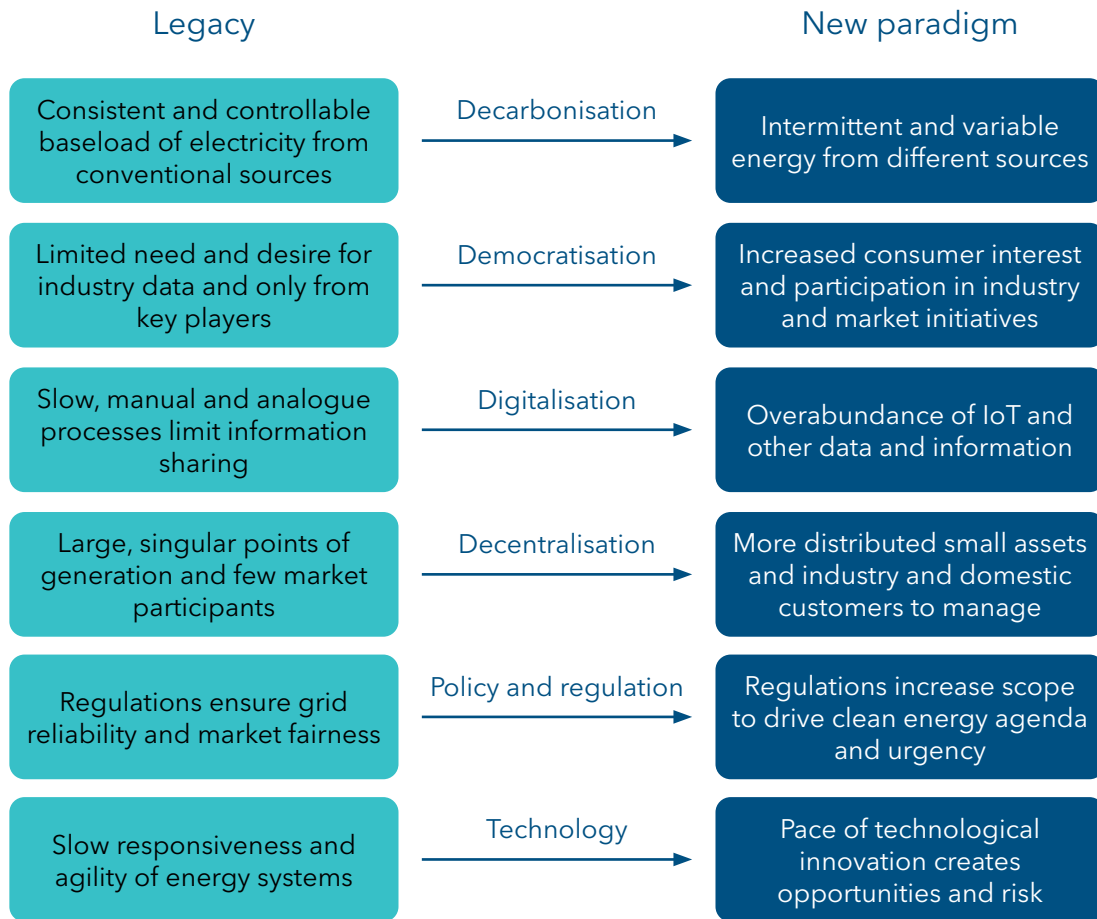 Legacy
New paradigm
Consistent and controllable
baseload of electricity from
conventional sources
Decarbonisation
Intermittent and variable
energy from different sources
Limited need and desire for
industry data and only from
key players
Democratisation
Increased consumer interest
and participation in industry
and market initiatives
Slow, manual and analogue
processes limit information
sharing
Digitalisation
Overabundance of IoT and
other data and information
Large, singular points of
generation and few market
participants
Decentralisation
More distributed small assets
and industry and domestic
customers to manage
Regulations ensure grid
reliability and market fairness
Policy and regulation
Regulations increase scope
to drive clean energy agenda
and urgency
Slow responsiveness and
agility of energy systems
Technology
Pace of technological
innovation creates
opportunities and risk